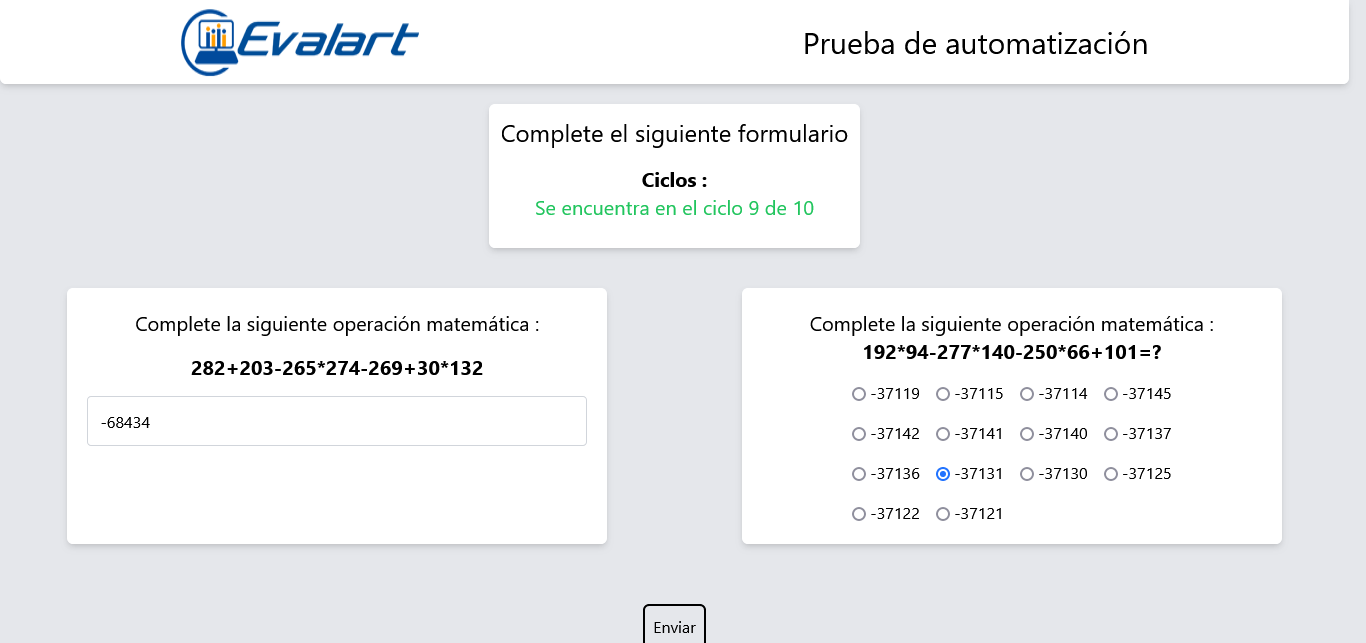 Evalart
Prueba de automatización
Complete el siguiente formulario
Ciclos :
Se encuentra en el ciclo 9 de 10
Complete la siguiente operación matemática :
282+203-265*274-269+30*132
-68434
Complete la siguiente operación matemática :
192*94-277*140-250*66+101=?
-37119 -37115 -37114 -37145
-37142 -37141 -37140 -37137
-37136 -37131 -37130 -37125
-37122 -37121
Enviar